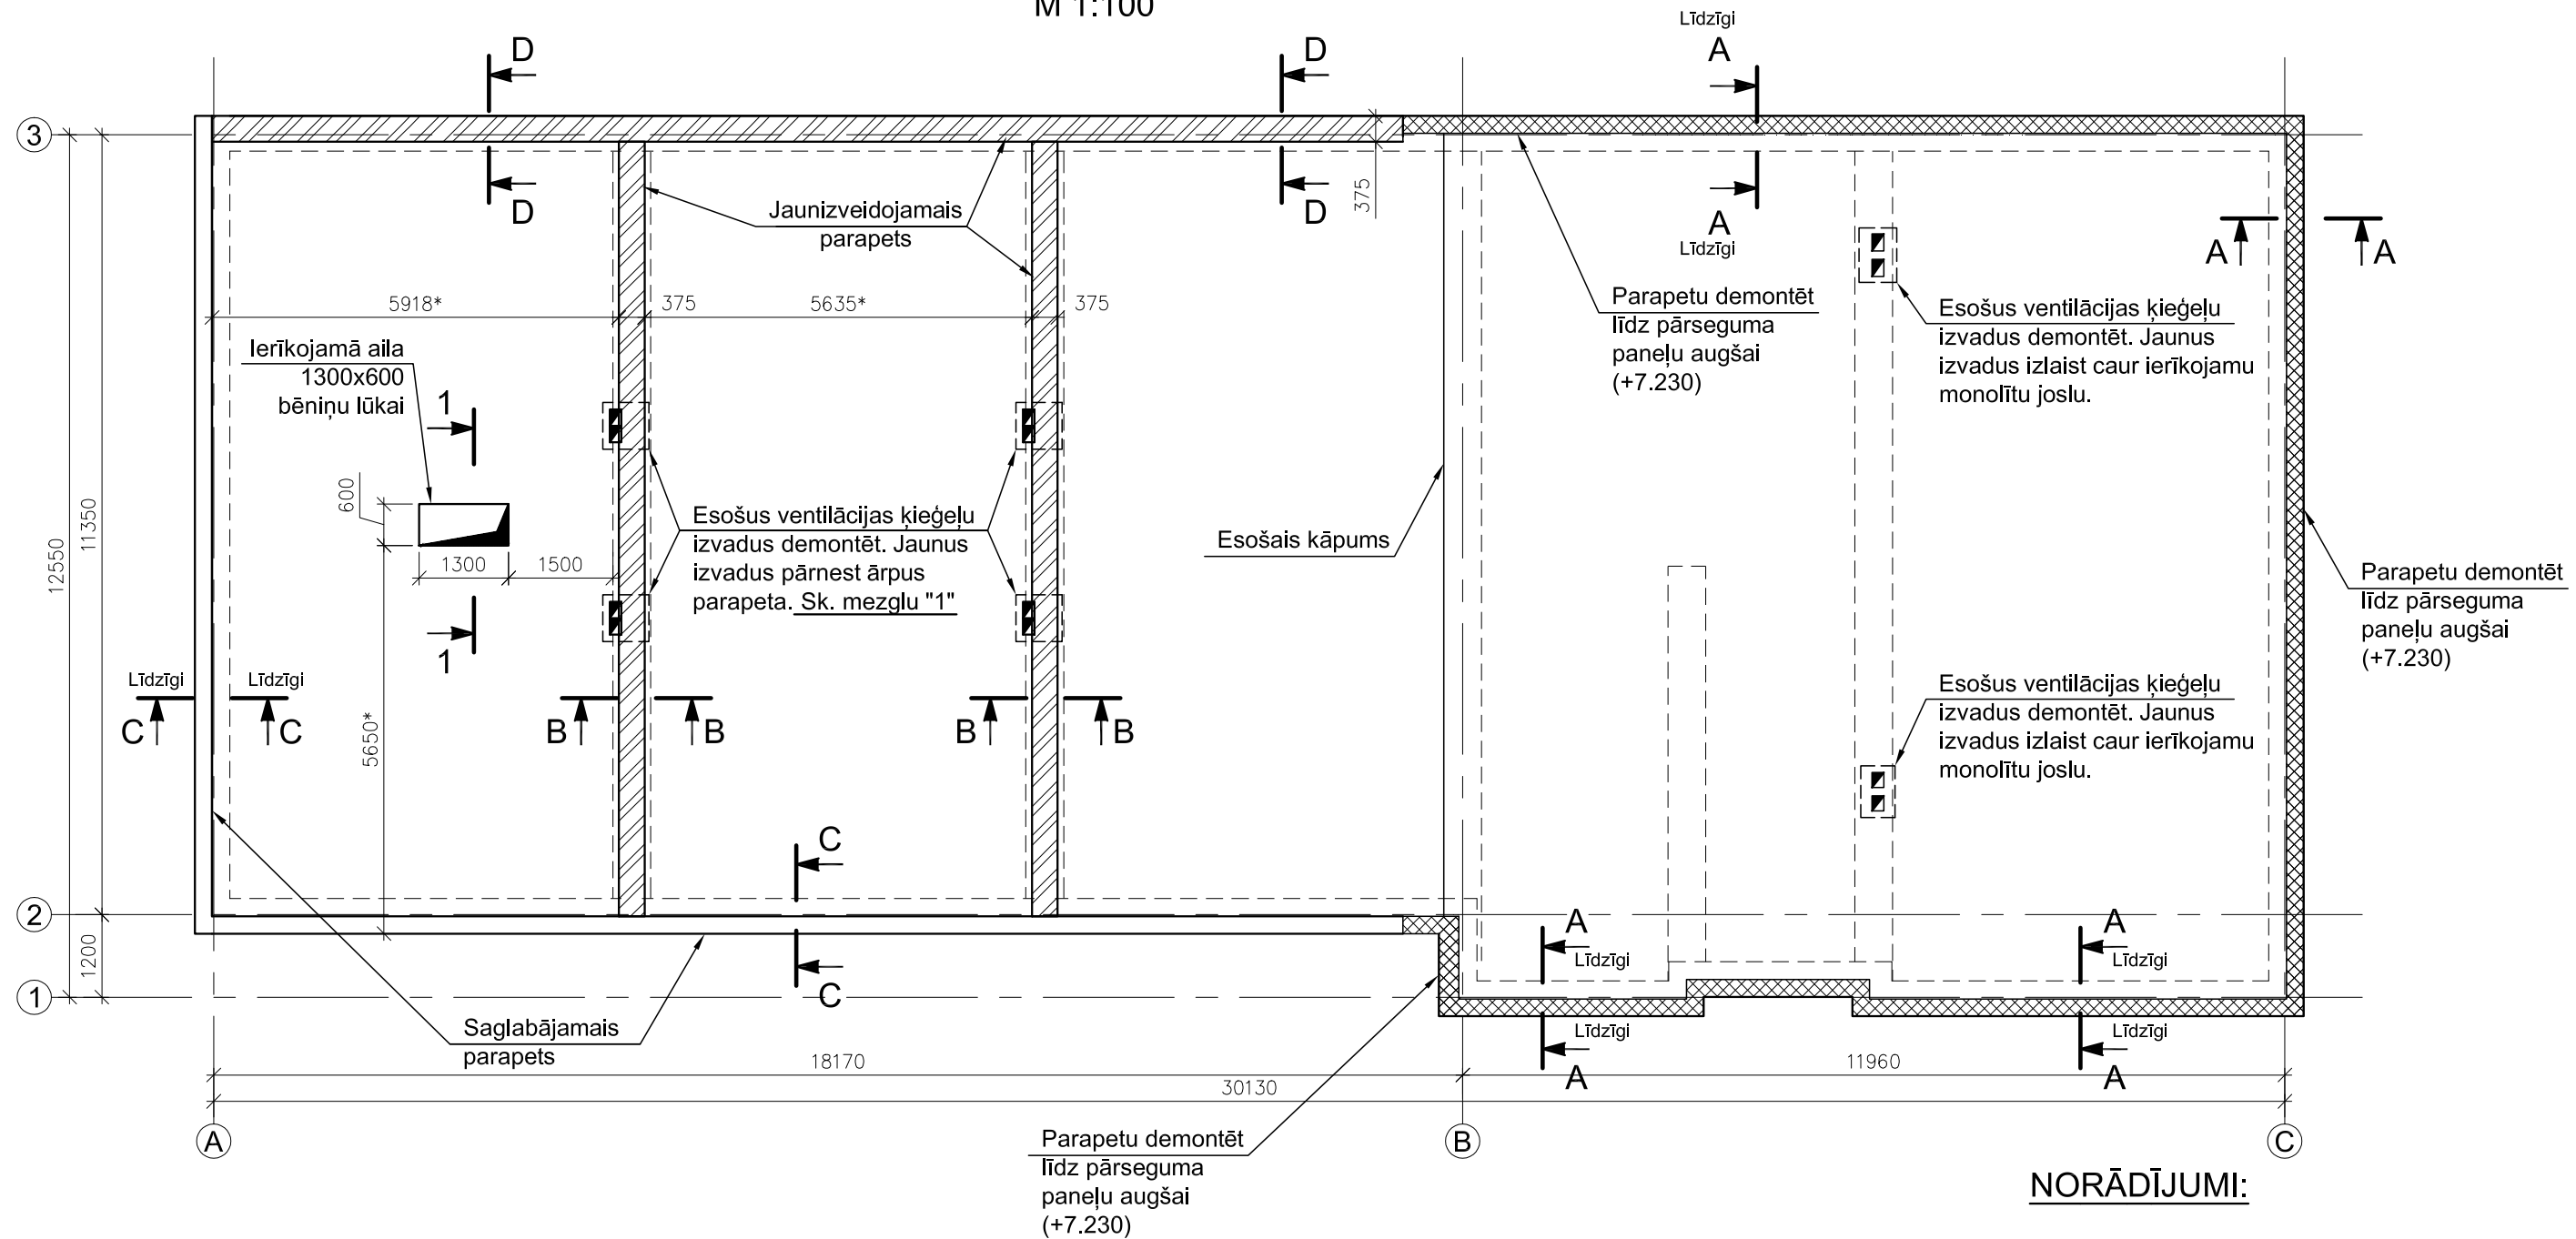 M 1:100
Līdzīgi
A
D
D
D
D
A
Līdzīgi
3
2
1
12550
11350
1200
375
Jaunizveidojamais
parapets
5918*
375
5635*
375
Ierīkojamā aila
1300x600
bēniņu lūkai
1
1
600
1300
1500
5650*
Esošus ventilācijas ķieģeļu
izvadus demontēt. Jaunus
izvadus pārnest ārpus
parapeta. Sk. mezglu "1"
Esošais kāpums
Parapetu demontēt
līdz pārseguma
paneļu augšai
(+7.230)
A
A
Esošus ventilācijas ķieģeļu
izvadus demontēt. Jaunus
izvadus izlaist caur ierīkojamu
monolītu joslu.
Parapetu demontēt
līdz pārseguma
paneļu augšai
(+7.230)
Esošus ventilācijas ķieģeļu
izvadus demontēt. Jaunus
izvadus izlaist caur ierīkojamu
monolītu joslu.
Līdzīgi
Līdzīgi
C
C
B
B
B
B
C
C
A
Līdzīgi
A
Līdzīgi
Līdzīgi
A
Līdzīgi
A
Saglabājamais
parapets
18170
11960
30130
A
B
C
Parapetu demontēt
līdz pārseguma
paneļu augšai
(+7.230)
NORĀDĪJUMI: